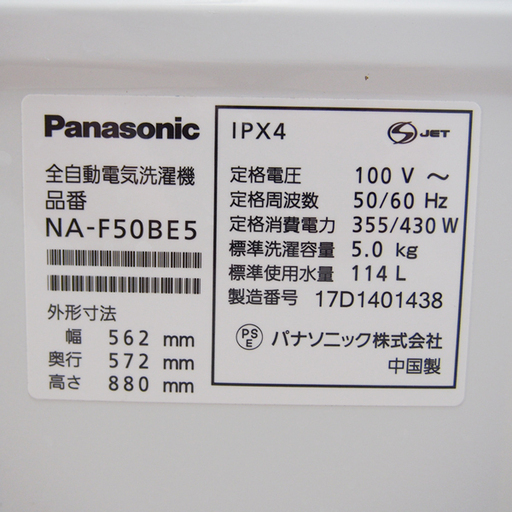 Panasonic
全自動電気洗濯機
品番
NA-F50BE5
外形寸法
幅 562 mm
奥行 572 mm
高さ 880 mm
IPX4
S JET
定格電圧 100 V ～
定格周波数 50/60 Hz
定格消費電力 355/430 W
標準洗濯容量 5.0 kg
標準使用水量 114 L
製造番号 17D1401438
PS E パナソニック株式会社
中国製